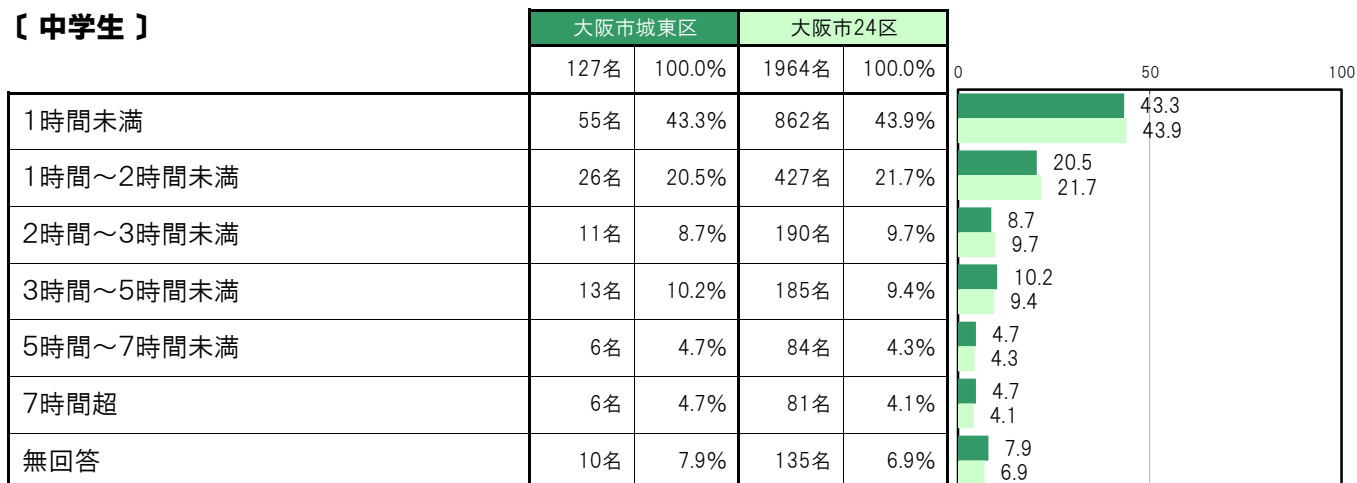 〔 中学生 〕
大阪市城東区 大阪市24区
127名 100.0% 1964名 100.0% 0 50 100
1時間未満 55名 43.3% 862名 43.9% 43.3
43.9
1時間～2時間未満 26名 20.5% 427名 21.7% 20.5
21.7
2時間～3時間未満 11名 8.7% 190名 9.7% 8.7
9.7
3時間～5時間未満 13名 10.2% 185名 9.4% 10.2
9.4
5時間～7時間未満 6名 4.7% 84名 4.3% 4.7
4.3
7時間超 6名 4.7% 81名 4.1% 4.7
4.1
無回答 10名 7.9% 135名 6.9% 7.9
6.9